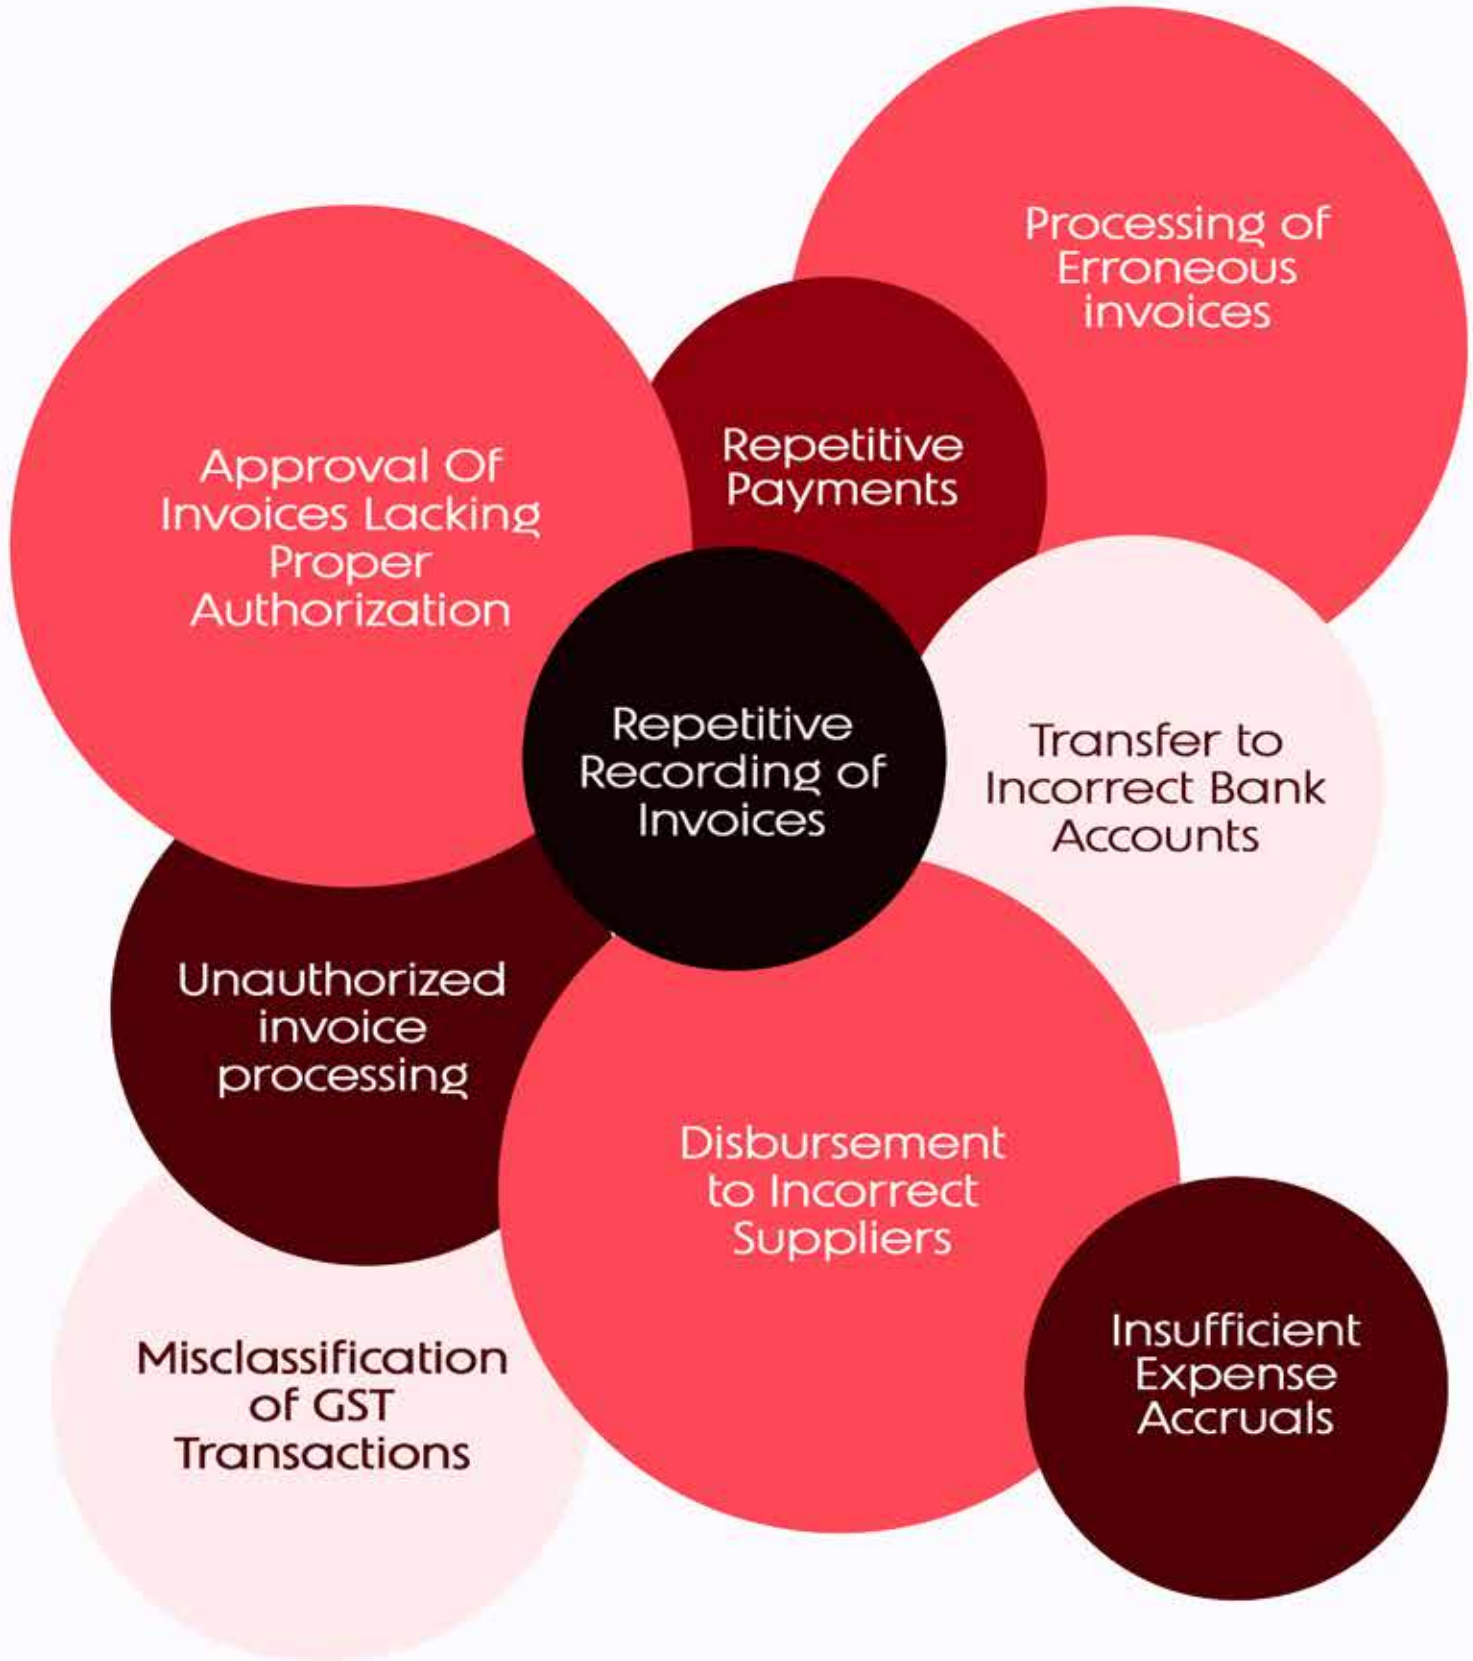 Processing of
Erroneous
invoices
Repetitive
Payments
Approval Of
Invoices Lacking
Proper
Authorization
Repetitive
Recording of
Invoices
Transfer to
Incorrect Bank
Accounts
Unauthorized
invoice
processing
Disbursement
to Incorrect
Suppliers
Insufficient
Expense
Accruals
Misclassification
of GST
Transactions